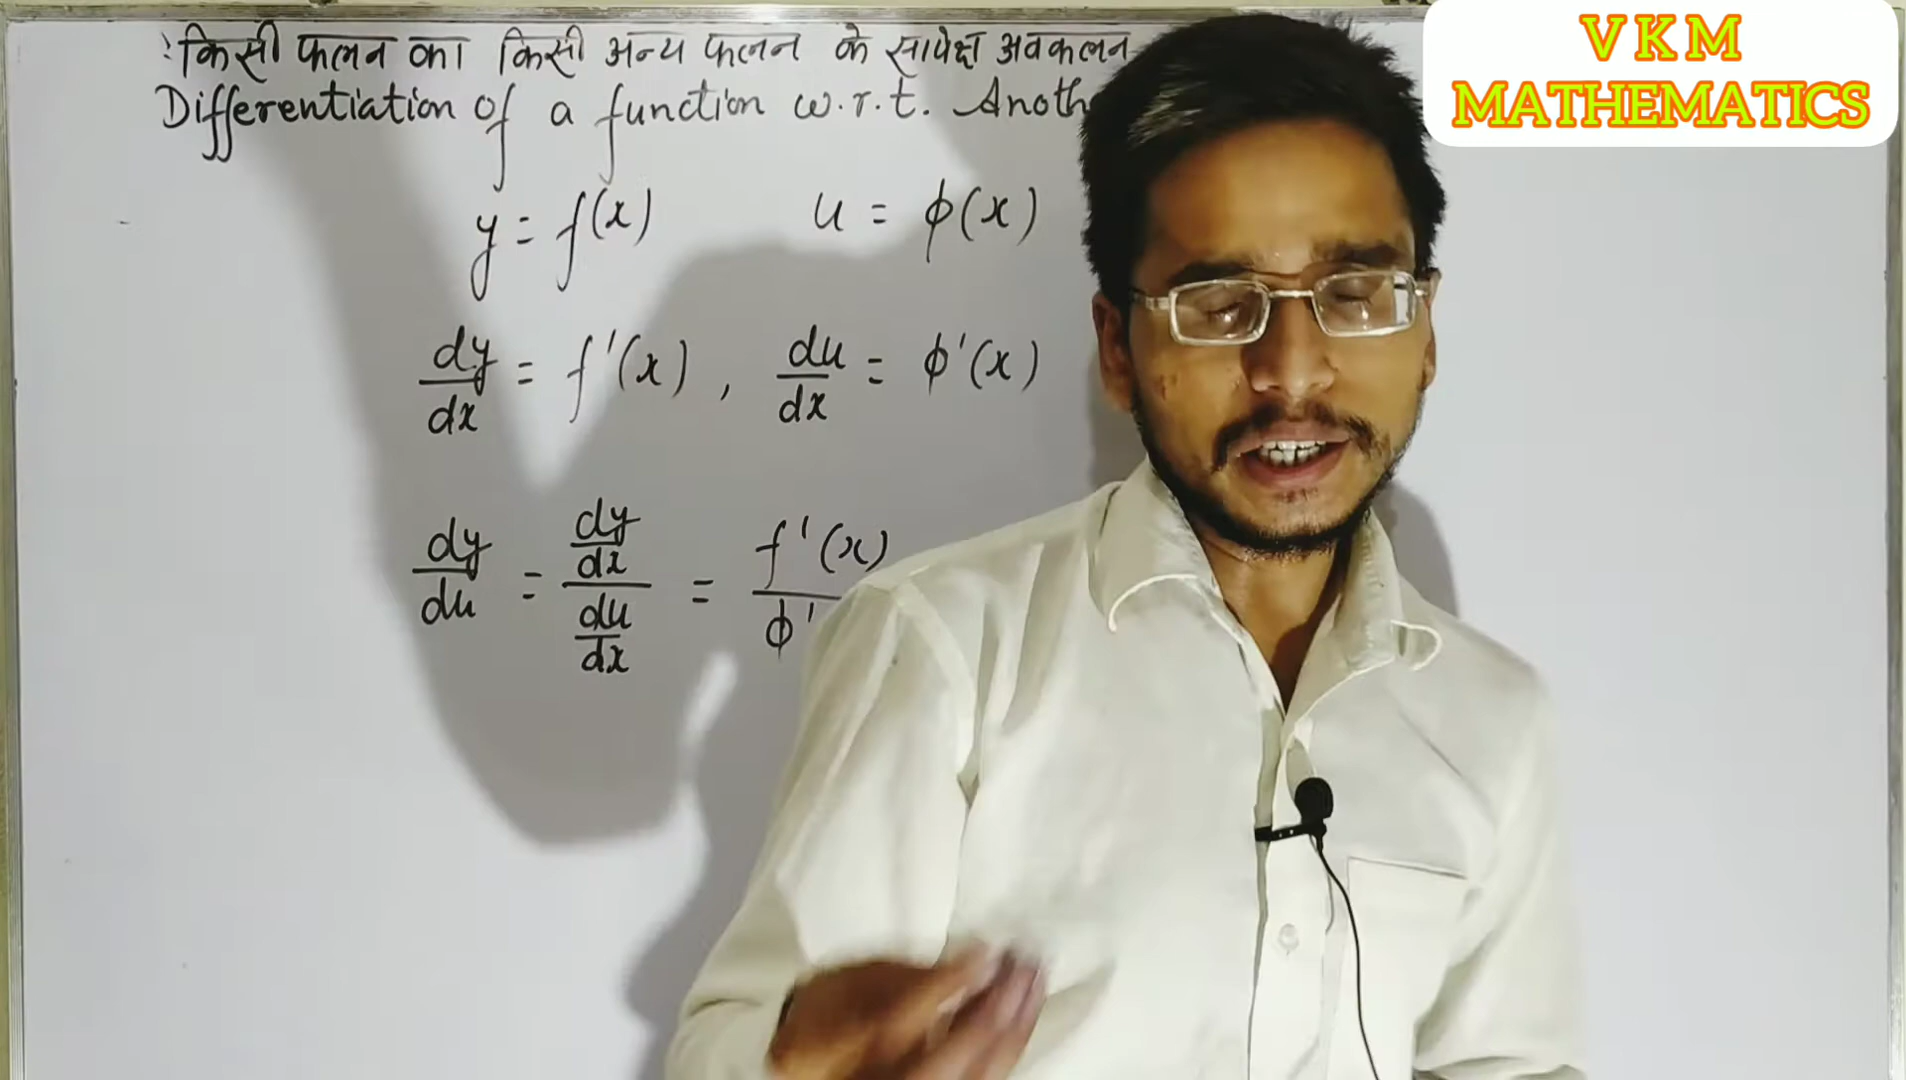 : किसी फलन का किसी अन्य फलन के सापेक्ष अवकलन
Differentiation of a function w.r.t.
y = f(x) u = ϕ(x)
dy/dx = f'(x), du/dx = ϕ'(x)
dy/du = (dy/dx)/(du/dx) = f'(x)/ϕ'
VKM
MATHEMATICS